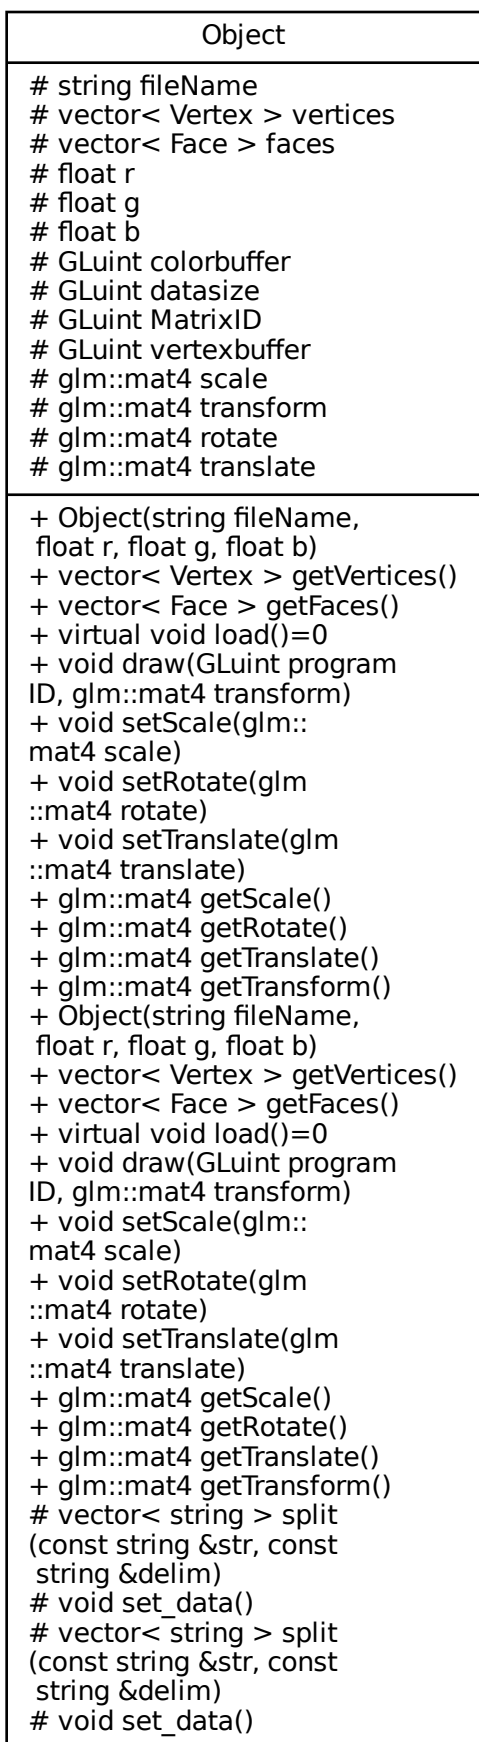 Object
# string fileName
# vector< Vertex > vertices
# vector< Face > faces
# float r
# float g
# float b
# GLuint colorbuffer
# GLuint datasize
# GLuint MatrixID
# GLuint vertexbuffer
# glm::mat4 scale
# glm::mat4 transform
# glm::mat4 rotate
# glm::mat4 translate
+ Object(string fileName,
float r, float g, float b)
+ vector< Vertex > getVertices()
+ vector< Face > getFaces()
+ virtual void load()=0
+ void draw(GLuint program
ID, glm::mat4 transform)
+ void setScale(glm::
mat4 scale)
+ void setRotate(glm
::mat4 rotate)
+ void setTranslate(glm
::mat4 translate)
+ glm::mat4 getScale()
+ glm::mat4 getRotate()
+ glm::mat4 getTranslate()
+ glm::mat4 getTransform()
+ Object(string fileName,
float r, float g, float b)
+ vector< Vertex > getVertices()
+ vector< Face > getFaces()
+ virtual void load()=0
+ void draw(GLuint program
ID, glm::mat4 transform)
+ void setScale(glm::
mat4 scale)
+ void setRotate(glm
::mat4 rotate)
+ void setTranslate(glm
::mat4 translate)
+ glm::mat4 getScale()
+ glm::mat4 getRotate()
+ glm::mat4 getTranslate()
+ glm::mat4 getTransform()
# vector< string > split
(const string &str, const
string &delim)
# void set_data()
# vector< string > split
(const string &str, const
string &delim)
# void set_data()